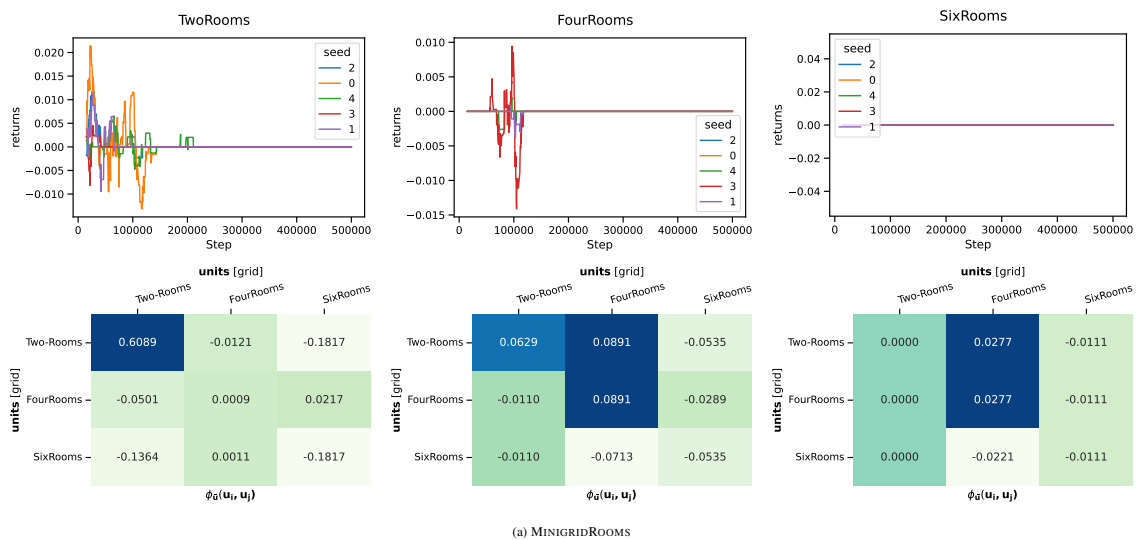 TwoRooms
returns
0.020
0.015
0.010
0.005
0.000
−0.005
−0.010
seed
2
0
4
3
1
0 100000 200000 300000 400000 500000
Step
FourRooms
returns
0.010
0.005
0.000
−0.005
−0.010
−0.015
seed
2
0
4
3
1
0 100000 200000 300000 400000 500000
Step
SixRooms
returns
0.04
0.02
0.00
−0.02
−0.04
seed
2
0
4
3
1
0 100000 200000 300000 400000 500000
Step
units [grid]
Two-Rooms FourRooms SixRooms
units [grid]
Two-Rooms 0.6089 -0.0121 -0.1817
FourRooms -0.0501 0.0009 0.0217
SixRooms -0.1364 0.0011 -0.1817
ϕū(ui, uj)
units [grid]
Two-Rooms FourRooms SixRooms
units [grid]
Two-Rooms 0.0629 0.0891 -0.0535
FourRooms -0.0110 0.0891 -0.0289
SixRooms -0.0110 -0.0713 -0.0535
ϕū(ui, uj)
units [grid]
Two-Rooms FourRooms SixRooms
units [grid]
Two-Rooms 0.0000 0.0277 -0.0111
FourRooms 0.0000 0.0277 -0.0111
SixRooms 0.0000 -0.0221 -0.0111
ϕū(ui, uj)
(a) MINIGRIDROOMS